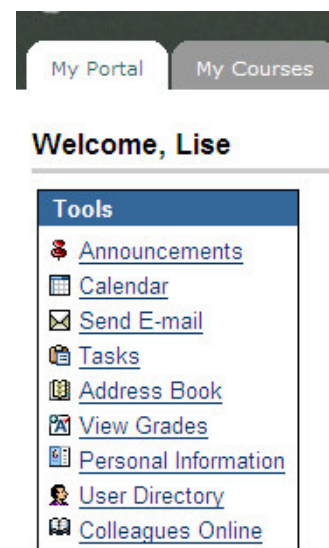 My Portal My Courses
Welcome, Lise
Tools
Announcements
Calendar
Send E-mail
Tasks
Address Book
View Grades
Personal Information
User Directory
Colleagues Online